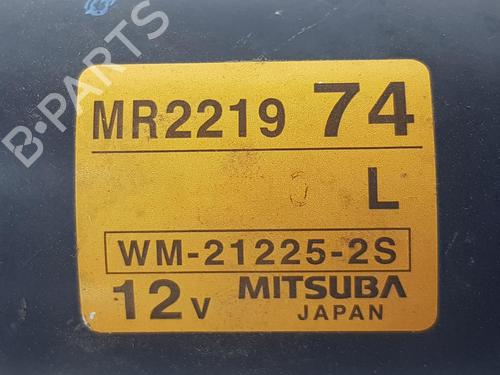 B-PARTS
MR2219 74
L
WM-21225-2S
12V MITSUBA
JAPAN